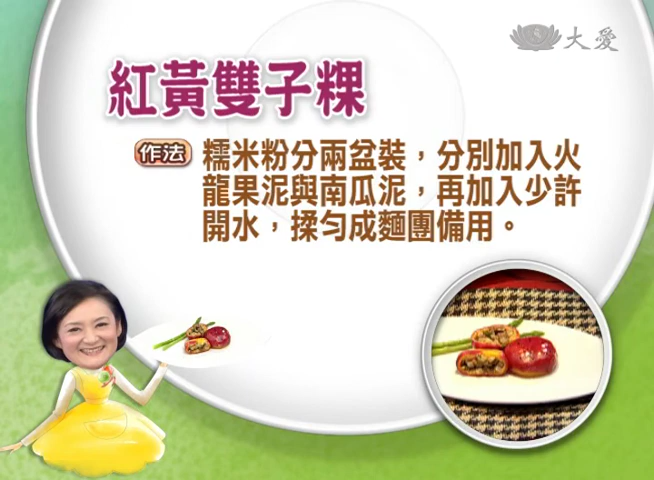 大愛
紅黃雙子粿
作法
糯米粉分兩盆裝，分別加入火
龍果泥與南瓜泥，再加入少許
開水，揉勻成麵團備用。